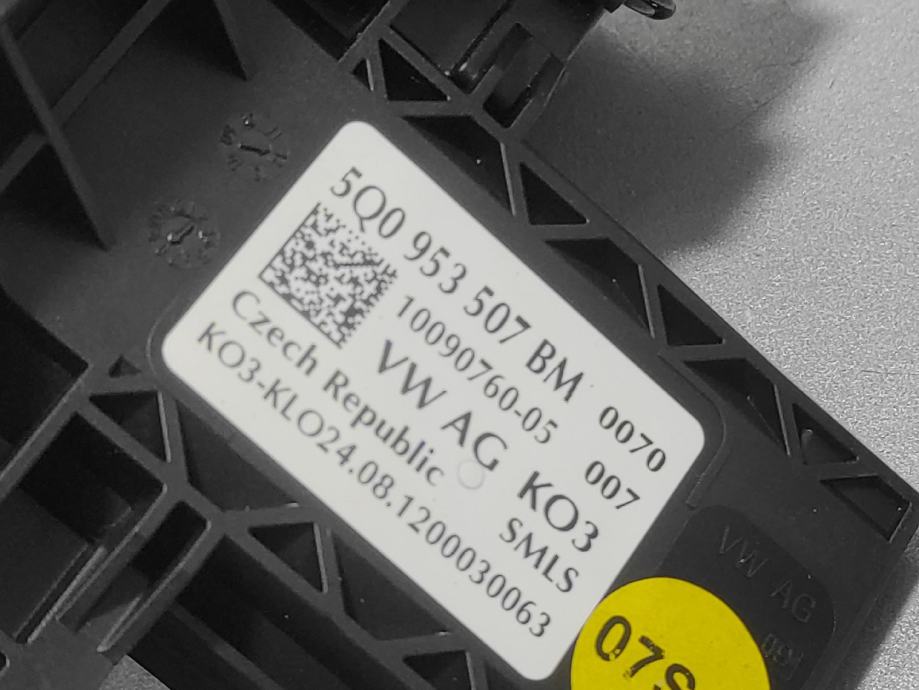 5Q0 953 507 BM 0070
10090760-05 007
VW AG KO3
Czech Republic SMLS
KO3-KLO24.08.1200030063
VW AG
07S